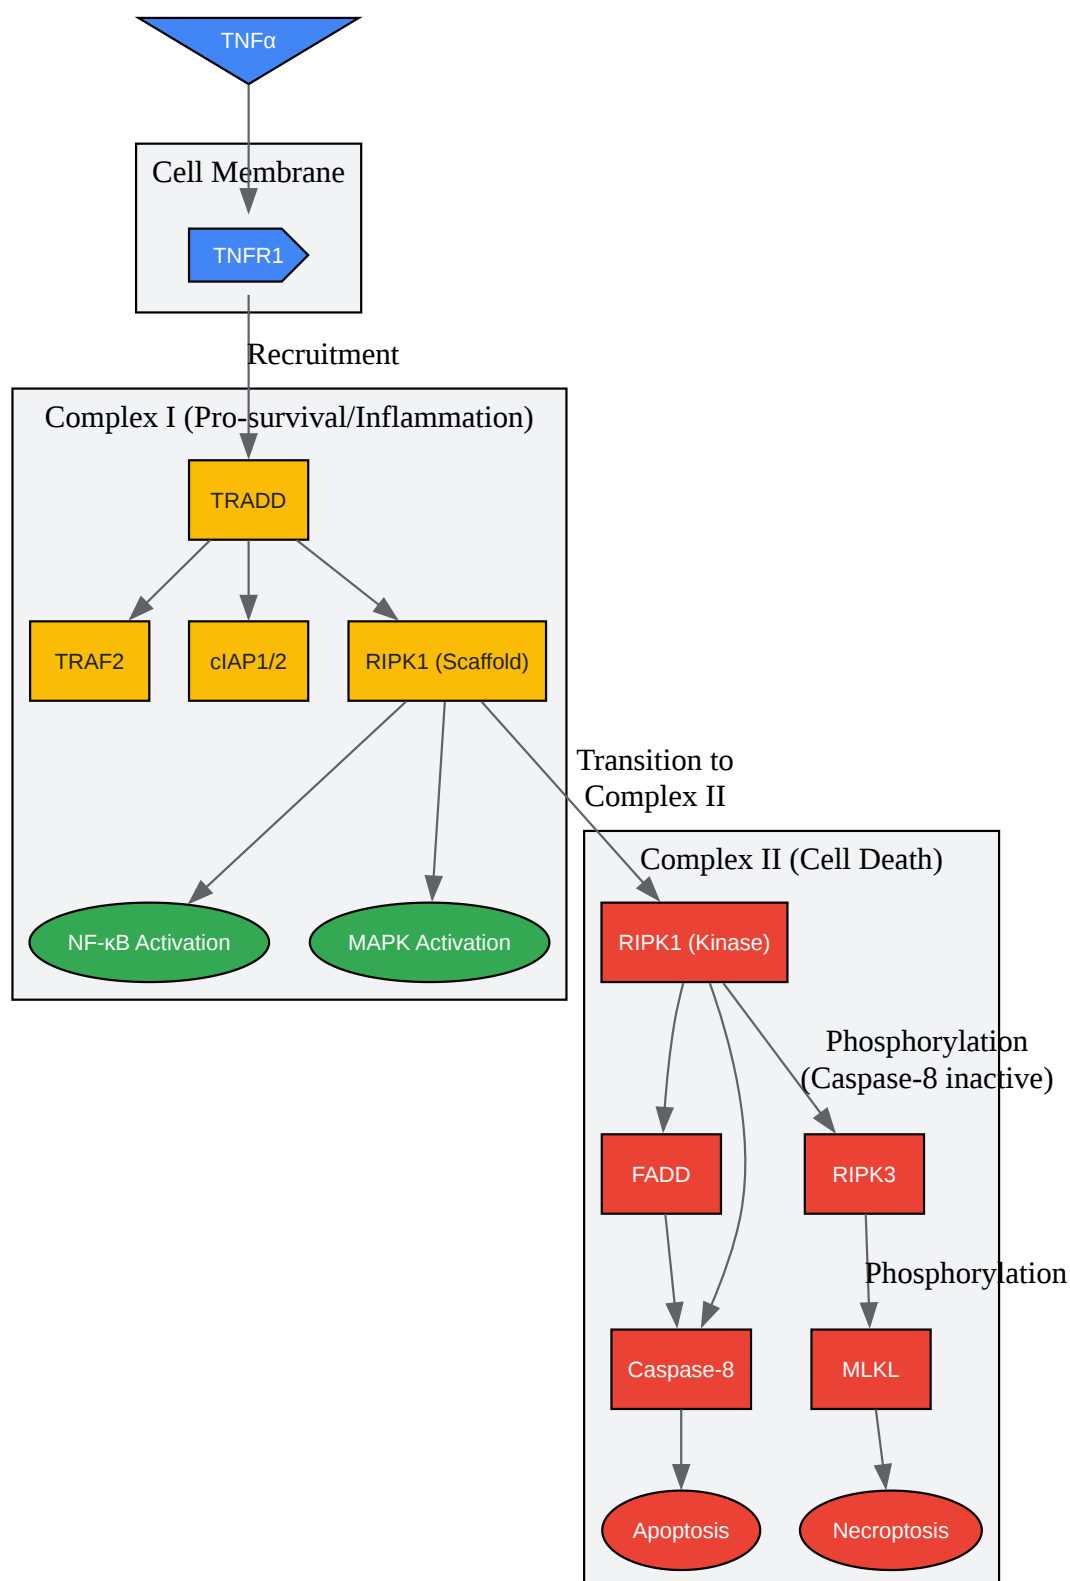 TNFα
Cell Membrane
TNFR1
Recruitment
Complex I (Pro-survival/Inflammation)
TRADD
TRAF2
cIAP1/2
RIPK1 (Scaffold)
Transition to
Complex II
Complex II (Cell Death)
NF-κB Activation
MAPK Activation
RIPK1 (Kinase)
Phosphorylation
(Caspase-8 inactive)
FADD
RIPK3
Phosphorylation
Caspase-8
MLKL
Apoptosis
Necroptosis